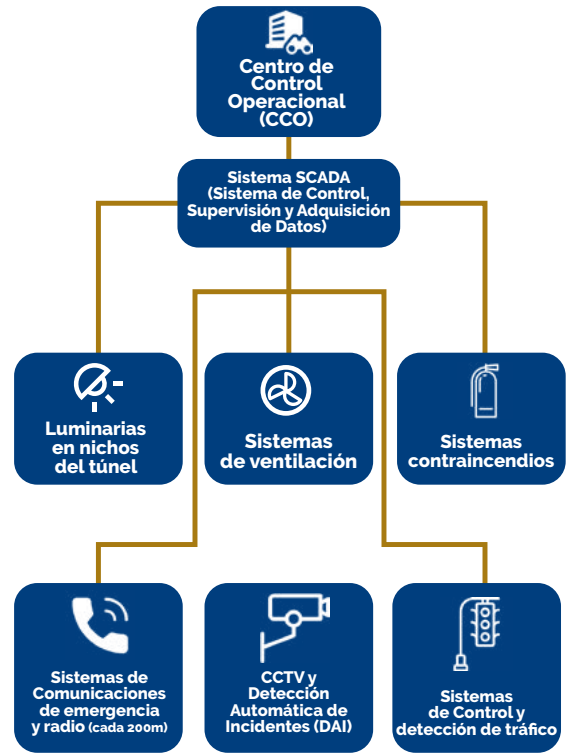 Centro de
Control
Operacional
(CCO)
Sistema SCADA
(Sistema de Control,
Supervisión y Adquisición
de Datos)
Luminarias
en nichos
del túnel
Sistemas
de ventilación
Sistemas
contraincendios
Sistemas de
Comunicaciones
de emergencia
y radio (cada 200m)
CCTV y
Detección
Automática de
Incidentes (DAI)
Sistemas
de Control y
detección de tráfico